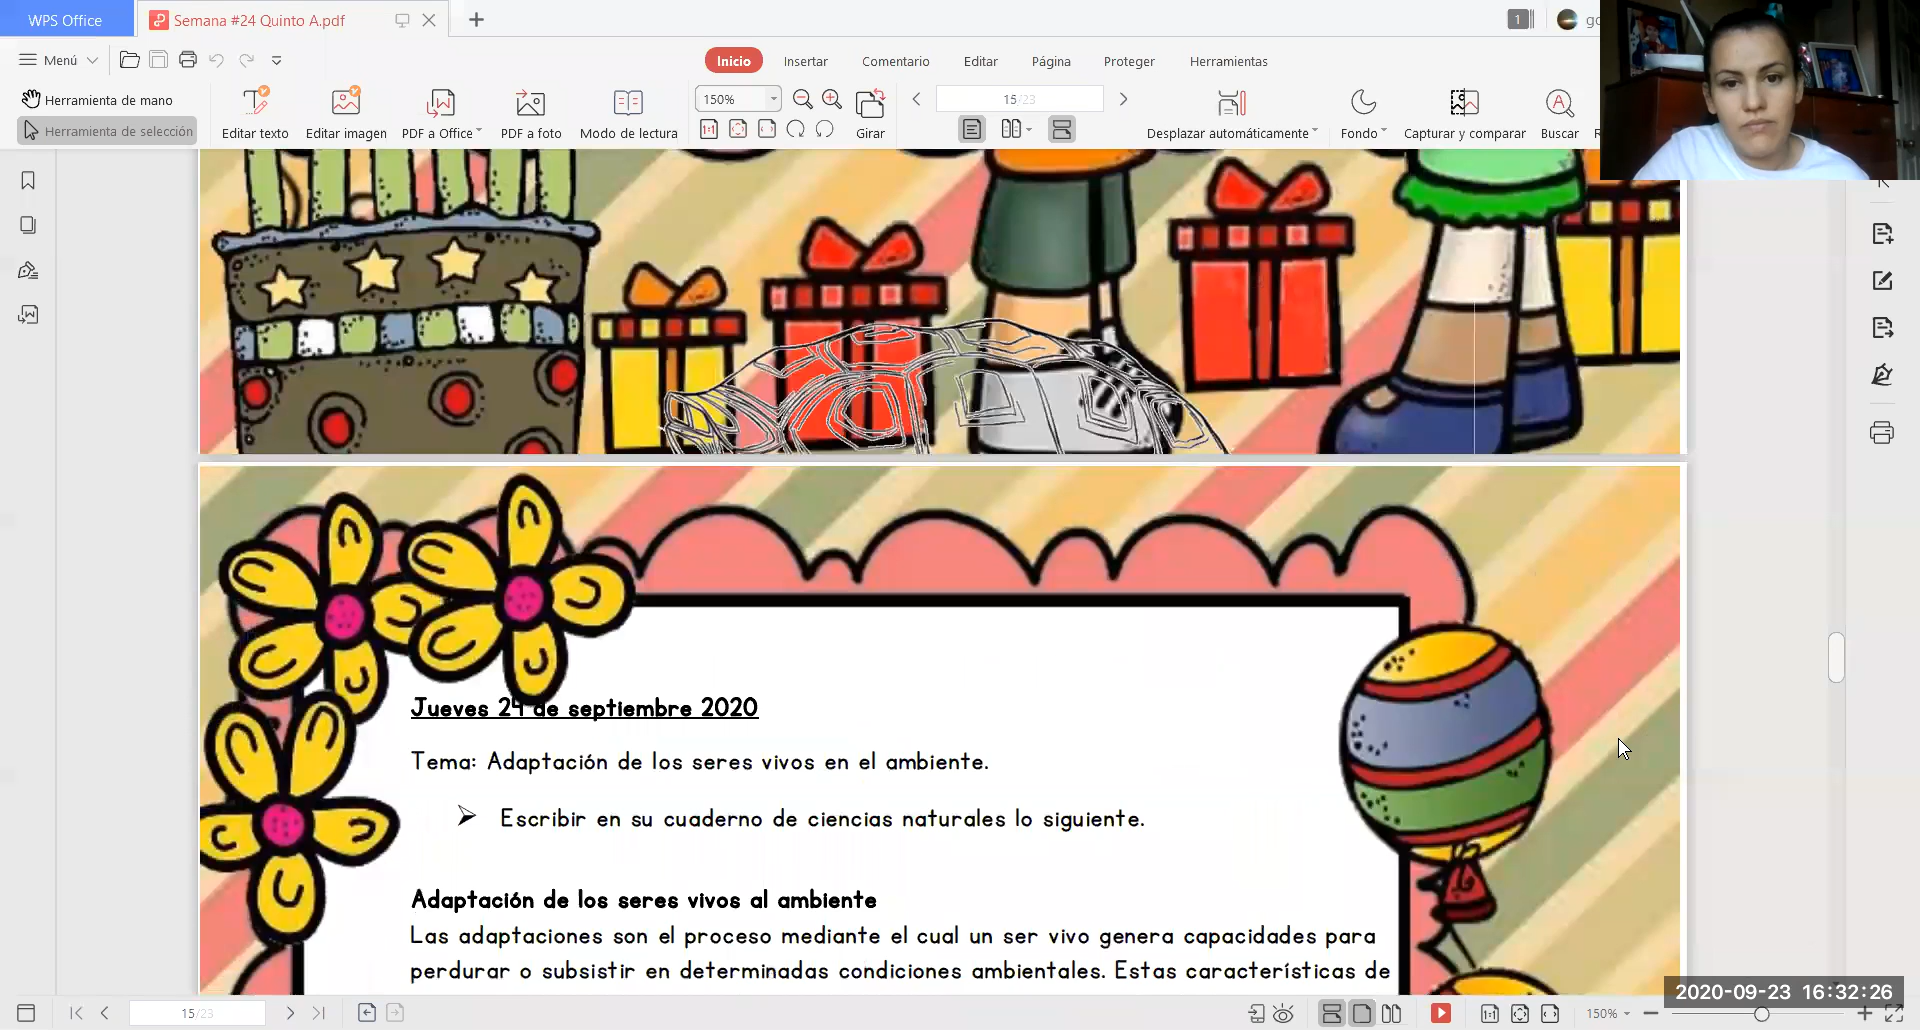 WPS Office
Semana #24 Quinto A.pdf
1
Menú
Inicio
Insertar
Comentario
Editar
Página
Proteger
Herramientas
Herramienta de mano
Herramienta de selección
Editar texto
Editar imagen
PDF a Office
PDF a foto
Modo de lectura
150%
Girar
15/23
Desplazar automáticamente
Fondo
Capturar y comparar
Buscar
Jueves 24 de septiembre 2020
Tema: Adaptación de los seres vivos en el ambiente.
➢ Escribir en su cuaderno de ciencias naturales lo siguiente.
Adaptación de los seres vivos al ambiente
Las adaptaciones son el proceso mediante el cual un ser vivo genera capacidades para
perdurar o subsistir en determinadas condiciones ambientales. Estas características de
2020-09-23 16:32:26
15/23
150%